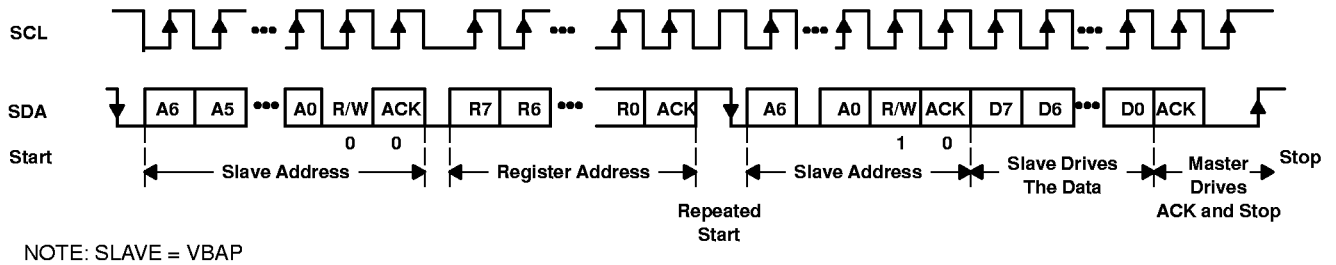 SCL
SDA A6 A5 ••• A0 R/W ACK R7 R6 ••• R0 ACK A6 A0 R/W ACK D7 D6 ••• D0 ACK
0 0 1 0
Start Slave Address Register Address Slave Address Slave Drives The Data Master Drives ACK and Stop Stop
Repeated Start
NOTE: SLAVE = VBAP